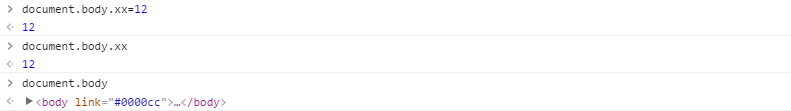 > document.body.xx=12
< 12
> document.body.xx
< 12
> document.body
< ▶<body link="#0000cc">…</body>